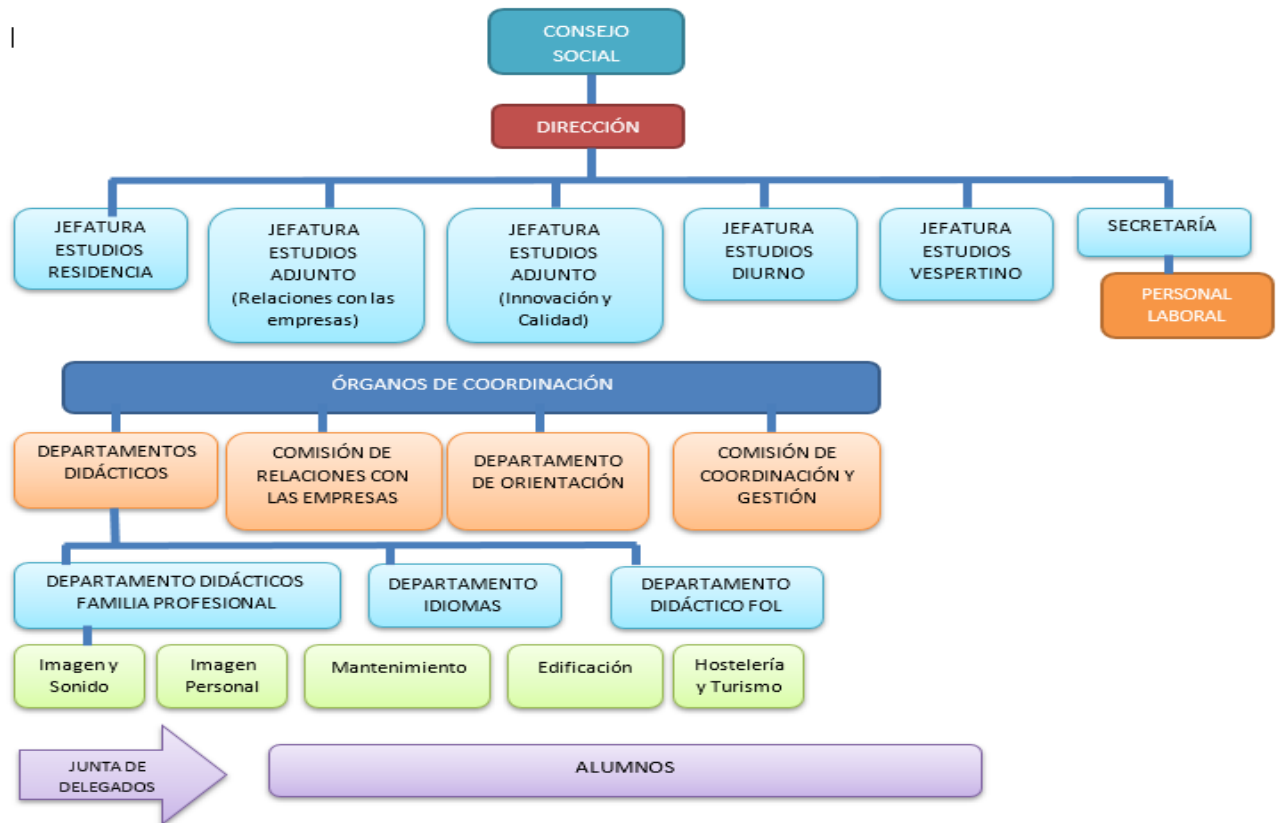 CONSEJO
SOCIAL
DIRECCIÓN
JEFATURA
ESTUDIOS
RESIDENCIA
JEFATURA
ESTUDIOS
ADJUNTO
(Relaciones con las
empresas)
JEFATURA
ESTUDIOS
ADJUNTO
(Innovación y
Calidad)
JEFATURA
ESTUDIOS
DIURNO
JEFATURA
ESTUDIOS
VESPERTINO
SECRETARÍA
PERSONAL
LABORAL
ÓRGANOS DE COORDINACIÓN
DEPARTAMENTOS
DIDÁCTICOS
COMISIÓN DE
RELACIONES CON
LAS EMPRESAS
DEPARTAMENTO
DE ORIENTACIÓN
COMISIÓN DE
COORDINACIÓN Y
GESTIÓN
DEPARTAMENTO DIDÁCTICOS
FAMILIA PROFESIONAL
DEPARTAMENTO
IDIOMAS
DEPARTAMENTO
DIDÁCTICO FOL
Imagen y
Sonido
Imagen
Personal
Mantenimiento
Edificación
Hostelería
y Turismo
JUNTA DE
DELEGADOS
ALUMNOS